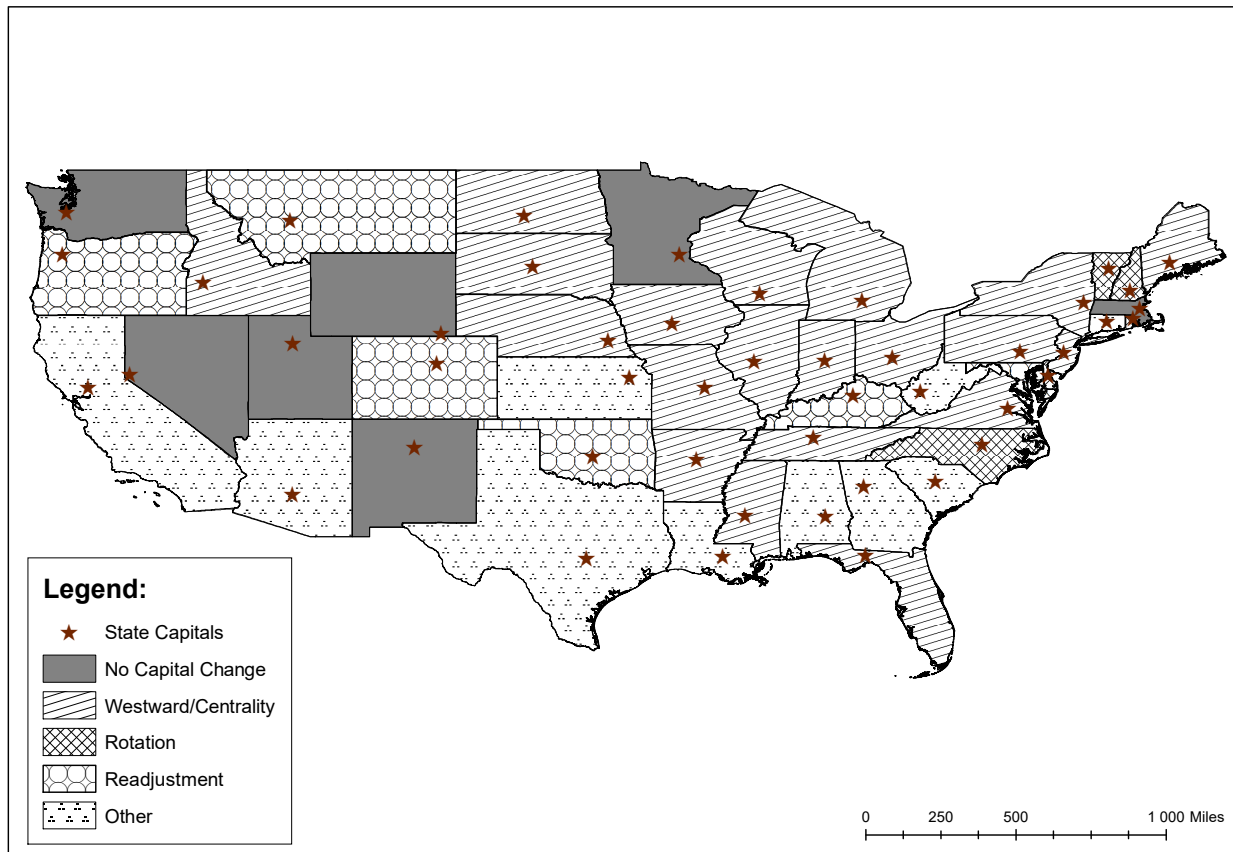 Legend:
State Capitals
No Capital Change
Westward/Centrality
Rotation
Readjustment
Other
0 250 500 1 000 Miles